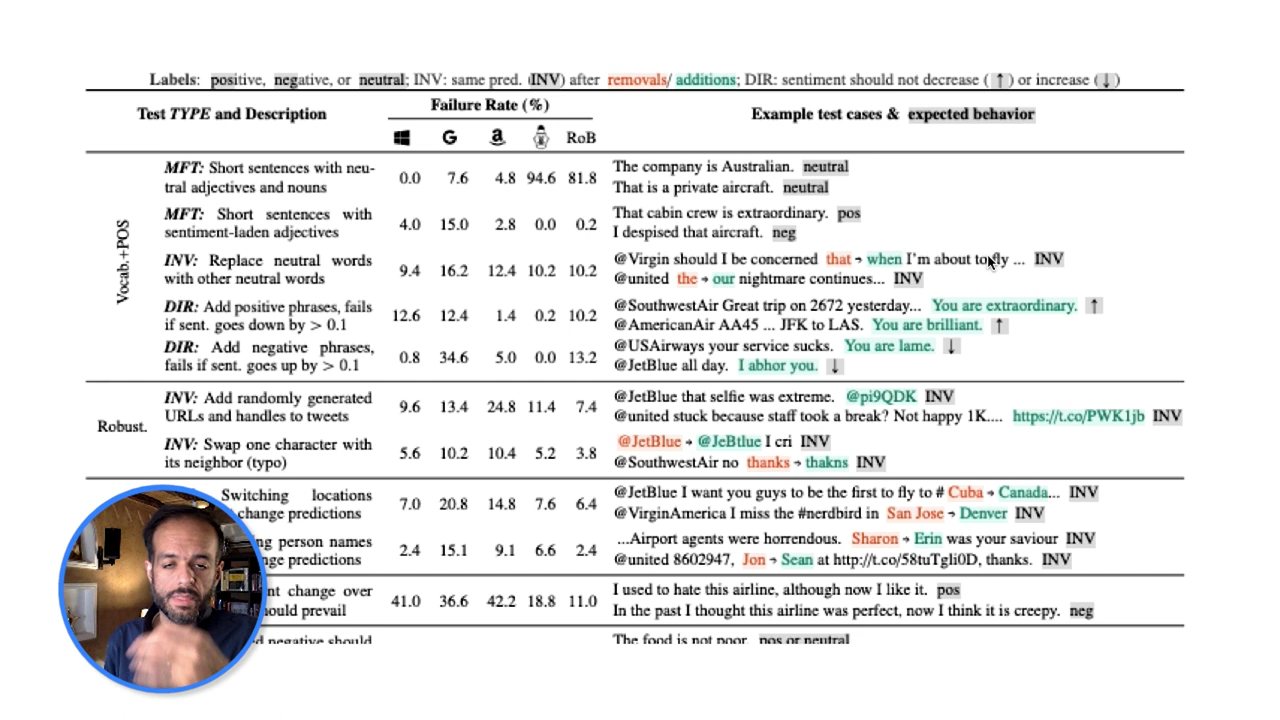 Labels: positive, negative, or neutral; INV: same pred. (INV) after removals/ additions; DIR: sentiment should not decrease ( ↑ ) or increase ( ↓ )
Test TYPE and Description
Failure Rate (%)
Example test cases & expected behavior
G a RoB
Vocab.+POS
MFT: Short sentences with neu-
tral adjectives and nouns
0.0 7.6 4.8 94.6 81.8
The company is Australian. neutral
That is a private aircraft. neutral
MFT: Short sentences with
sentiment-laden adjectives
4.0 15.0 2.8 0.0 0.2
That cabin crew is extraordinary. pos
I despised that aircraft. neg
INV: Replace neutral words
with other neutral words
9.4 16.2 12.4 10.2 10.2
@Virgin should I be concerned that → when I'm about to fly ... INV
@united the → our nightmare continues... INV
DIR: Add positive phrases, fails
if sent. goes down by > 0.1
12.6 12.4 1.4 0.2 10.2
@SouthwestAir Great trip on 2672 yesterday... You are extraordinary. ↑
@AmericanAir AA45 ... JFK to LAS. You are brilliant. ↑
DIR: Add negative phrases,
fails if sent. goes up by > 0.1
0.8 34.6 5.0 0.0 13.2
@USAirways your service sucks. You are lame. ↓
@JetBlue all day. I abhor you. ↓
Robust.
INV: Add randomly generated
URLs and handles to tweets
9.6 13.4 24.8 11.4 7.4
@JetBlue that selfie was extreme. @pi9QDK INV
@united stuck because staff took a break? Not happy 1K.... https://t.co/PWK1jb INV
INV: Swap one character with
its neighbor (typo)
5.6 10.2 10.4 5.2 3.8
@JetBlue → @JeBtlue I cri INV
@SouthwestAir no thanks → thakns INV
Switching locations
change predictions
7.0 20.8 14.8 7.6 6.4
@JetBlue I want you guys to be the first to fly to # Cuba → Canada... INV
@VirginAmerica I miss the #nerdbird in San Jose → Denver INV
person names
predictions
2.4 15.1 9.1 6.6 2.4
...Airport agents were horrendous. Sharon → Erin was your saviour INV
@united 8602947, Jon → Sean at http://t.co/58tuTgli0D, thanks. INV
change over
prevail
41.0 36.6 42.2 18.8 11.0
I used to hate this airline, although now I like it. pos
In the past I thought this airline was perfect, now I think it is creepy. neg
negative should
The food is not poor. pos or neutral